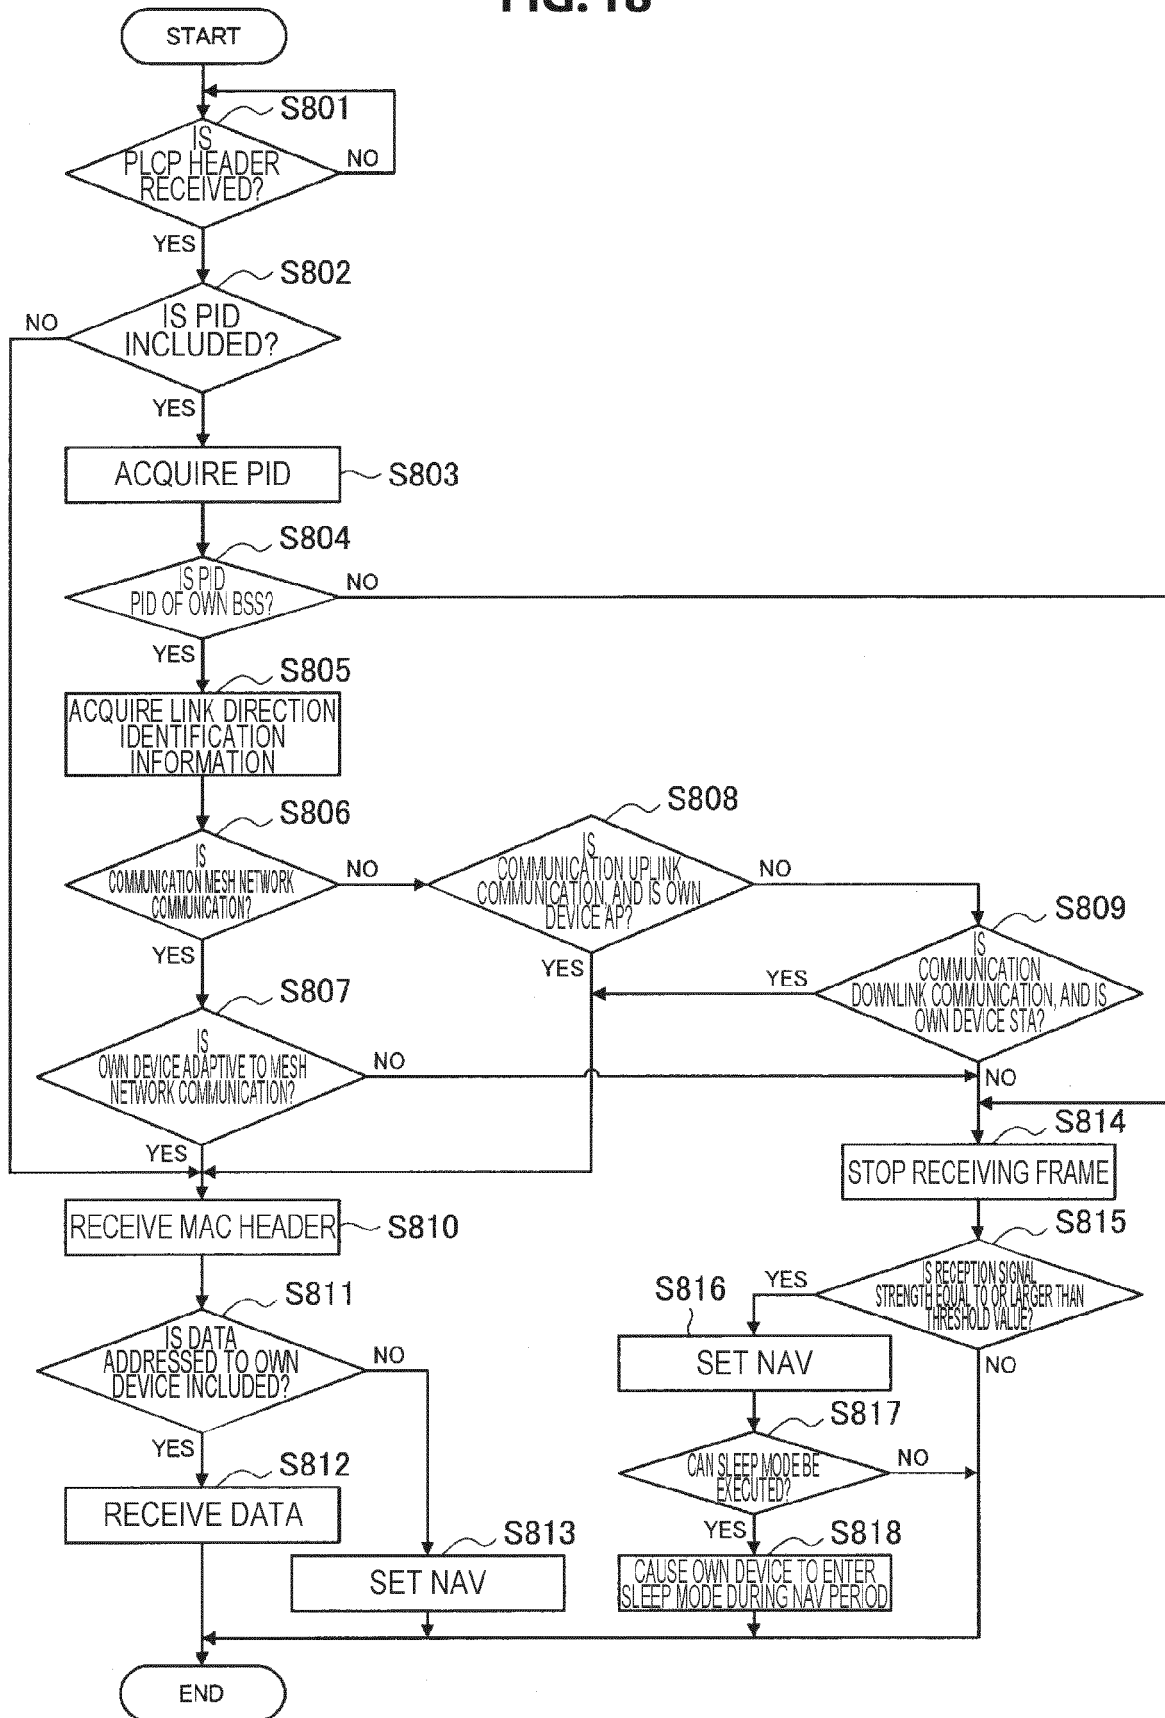 START
S801
IS
PLCP HEADER
RECEIVED?
NO
YES
S802
IS PID
INCLUDED?
NO
YES
ACQUIRE PID
S803
S804
IS PID
PID OF OWN BSS?
NO
YES
S805
ACQUIRE LINK DIRECTION
IDENTIFICATION
INFORMATION
S806
IS
COMMUNICATION MESH NETWORK
COMMUNICATION?
NO
YES
S808
IS
COMMUNICATION UPLINK
COMMUNICATION, AND IS OWN
DEVICE AP?
NO
YES
S809
IS
COMMUNICATION
DOWNLINK COMMUNICATION, AND IS
OWN DEVICE STA?
YES
NO
S807
IS
OWN DEVICE ADAPTIVE TO MESH
NETWORK COMMUNICATION?
NO
YES
S814
STOP RECEIVING FRAME
RECEIVE MAC HEADER
S810
S815
IS RECEPTION SIGNAL
STRENGTH EQUAL TO OR LARGER THAN
THRESHOLD VALUE?
YES
NO
S811
IS DATA
ADDRESSED TO OWN
DEVICE INCLUDED?
NO
YES
S816
SET NAV
S817
CAN SLEEP MODE BE
EXECUTED?
NO
YES
S812
RECEIVE DATA
S813
SET NAV
S818
CAUSE OWN DEVICE TO ENTER
SLEEP MODE DURING NAV PERIOD
END